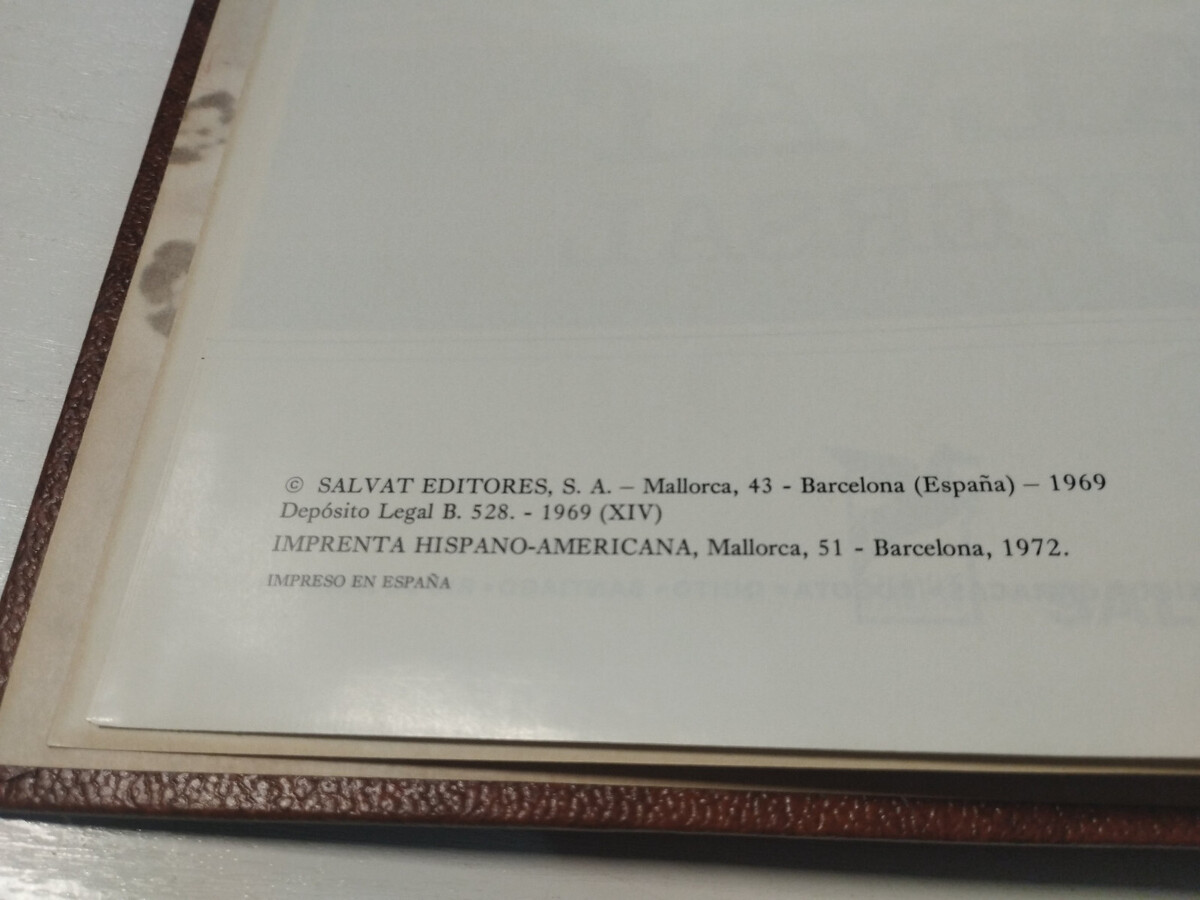 © SALVAT EDITORES, S. A. – Mallorca, 43 - Barcelona (España) – 1969
Depósito Legal B. 528. - 1969 (XIV)
IMPRENTA HISPANO-AMERICANA, Mallorca, 51 - Barcelona, 1972.
IMPRESO EN ESPAÑA